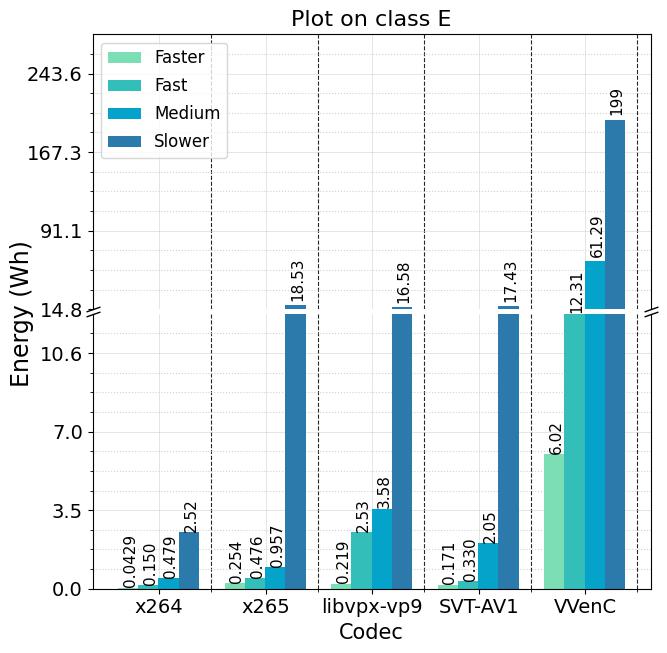 Plot on class E
Faster
Fast
Medium
Slower
Energy (Wh)
243.6
167.3
91.1
14.8
10.6
7.0
3.5
0.0
0.0429
0.150
0.479
2.52
0.254
0.476
0.957
18.53
0.219
2.53
3.58
16.58
0.171
0.330
2.05
17.43
6.02
12.31
61.29
199
x264
x265
libvpx-vp9
SVT-AV1
VVenC
Codec